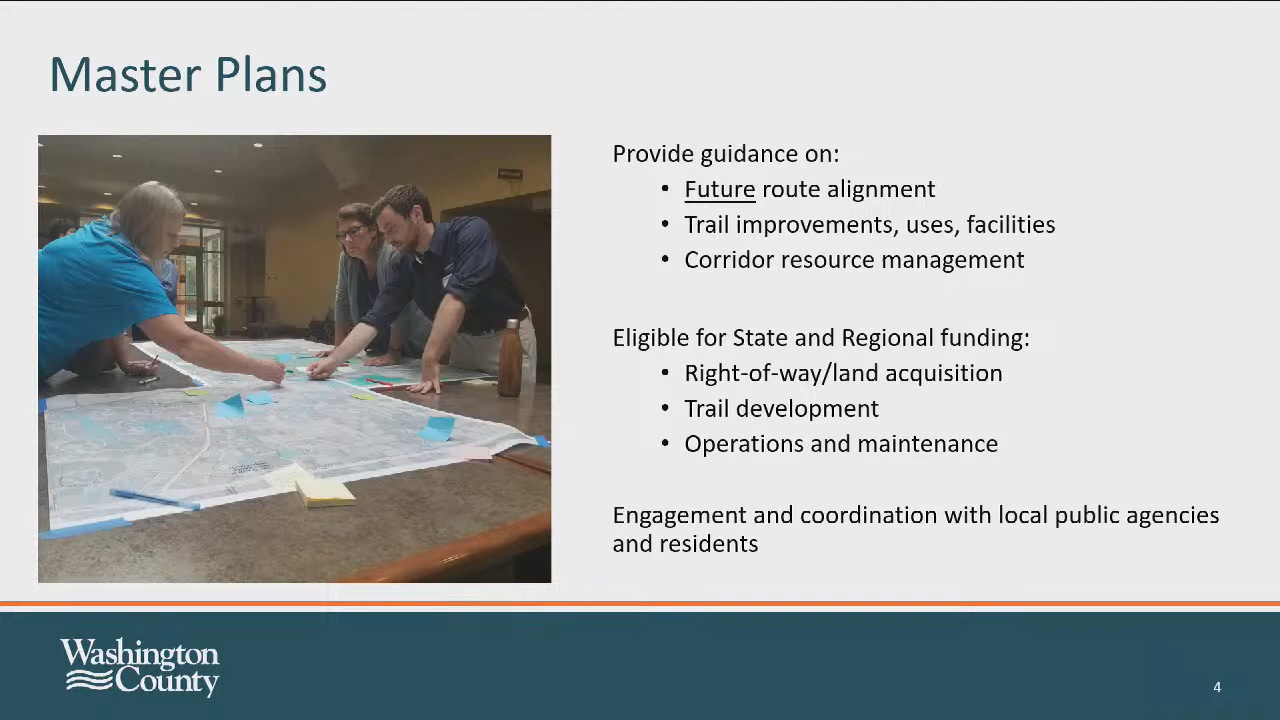 Master Plans
Provide guidance on:
• Future route alignment
• Trail improvements, uses, facilities
• Corridor resource management
Eligible for State and Regional funding:
• Right-of-way/land acquisition
• Trail development
• Operations and maintenance
Engagement and coordination with local public agencies
and residents
Washington
County
4